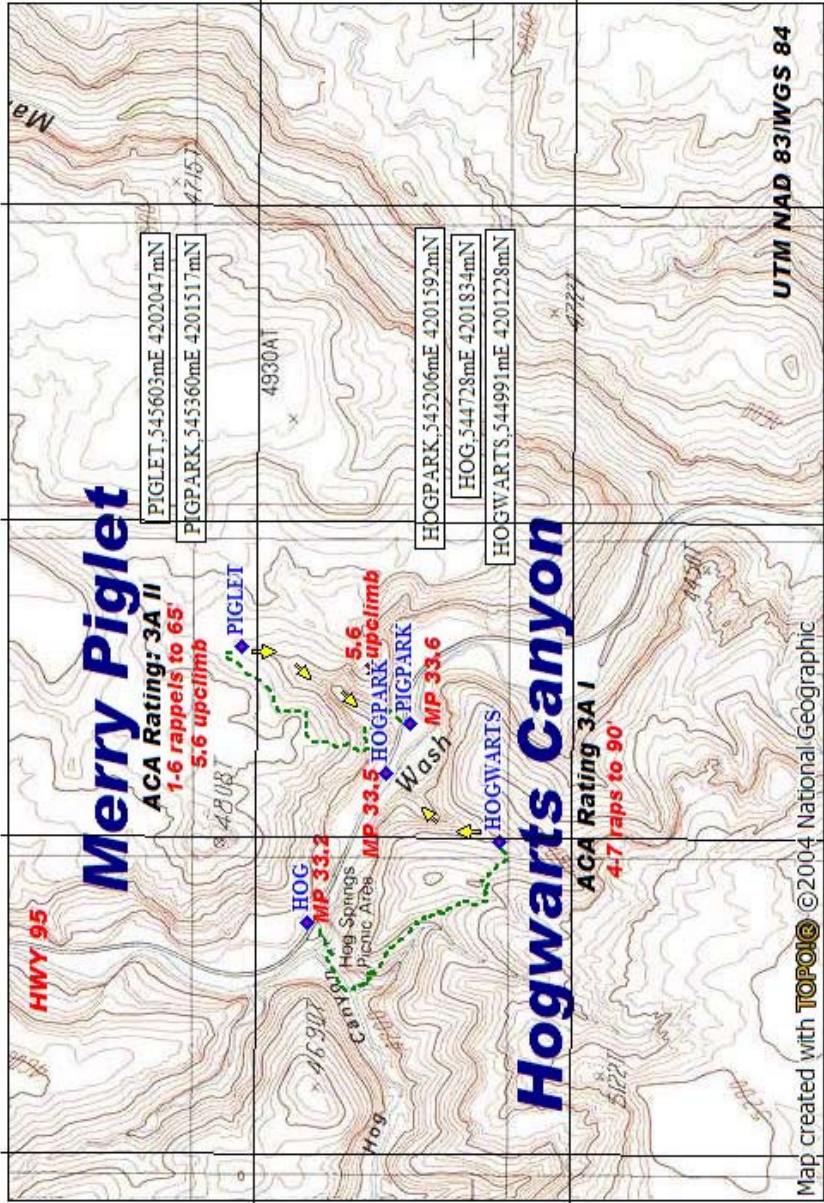 HWY 95
Merry Piglet
ACA Rating: 3A II
1-6 rappels to 65'
5.6 upclimb
PIGLET,545603mE 4202047mN
PIGPARK,545360mE 4201517mN
4715T
4808T
PIGLET
4930AT
HOG
MP 33.2
Hog Springs
Picnic Area
MP 33.5
HOGPARK
5.6
upclimb
PIGPARK
MP 33.6
Wash
HOGPARK,545206mE 4201592mN
HOG,544728mE 4201834mN
HOGWARTS,544991mE 4201228mN
4690T
Hog
Canyon
HOGWARTS
Hogwarts Canyon
ACA Rating 3A I
4-7 raps to 90'
5122T
UTM NAD 83/WGS 84
Map created with TOPO!® ©2004 National Geographic